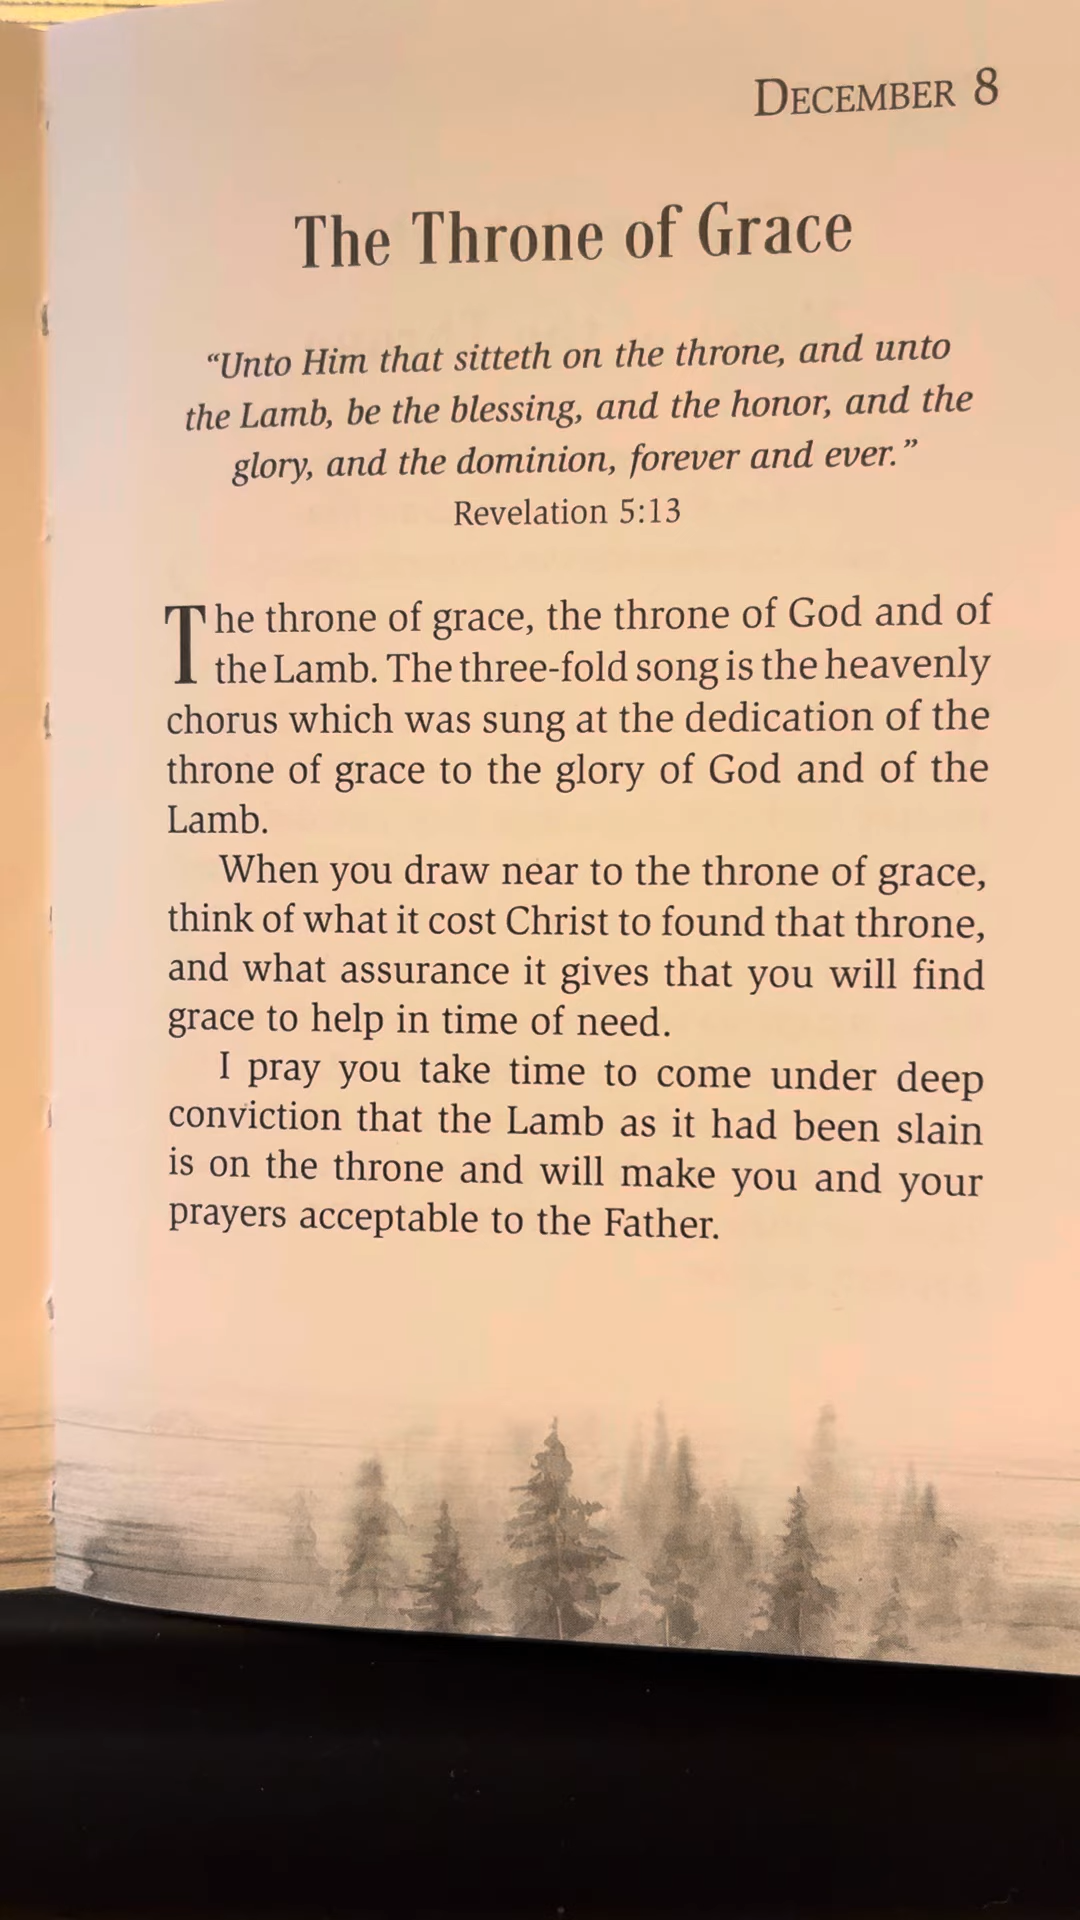 DECEMBER 8
The Throne of Grace
“Unto Him that sitteth on the throne, and unto
the Lamb, be the blessing, and the honor, and the
glory, and the dominion, forever and ever.”
Revelation 5:13
The throne of grace, the throne of God and of
the Lamb. The three-fold song is the heavenly
chorus which was sung at the dedication of the
throne of grace to the glory of God and of the
Lamb.
When you draw near to the throne of grace,
think of what it cost Christ to found that throne,
and what assurance it gives that you will find
grace to help in time of need.
I pray you take time to come under deep
conviction that the Lamb as it had been slain
is on the throne and will make you and your
prayers acceptable to the Father.